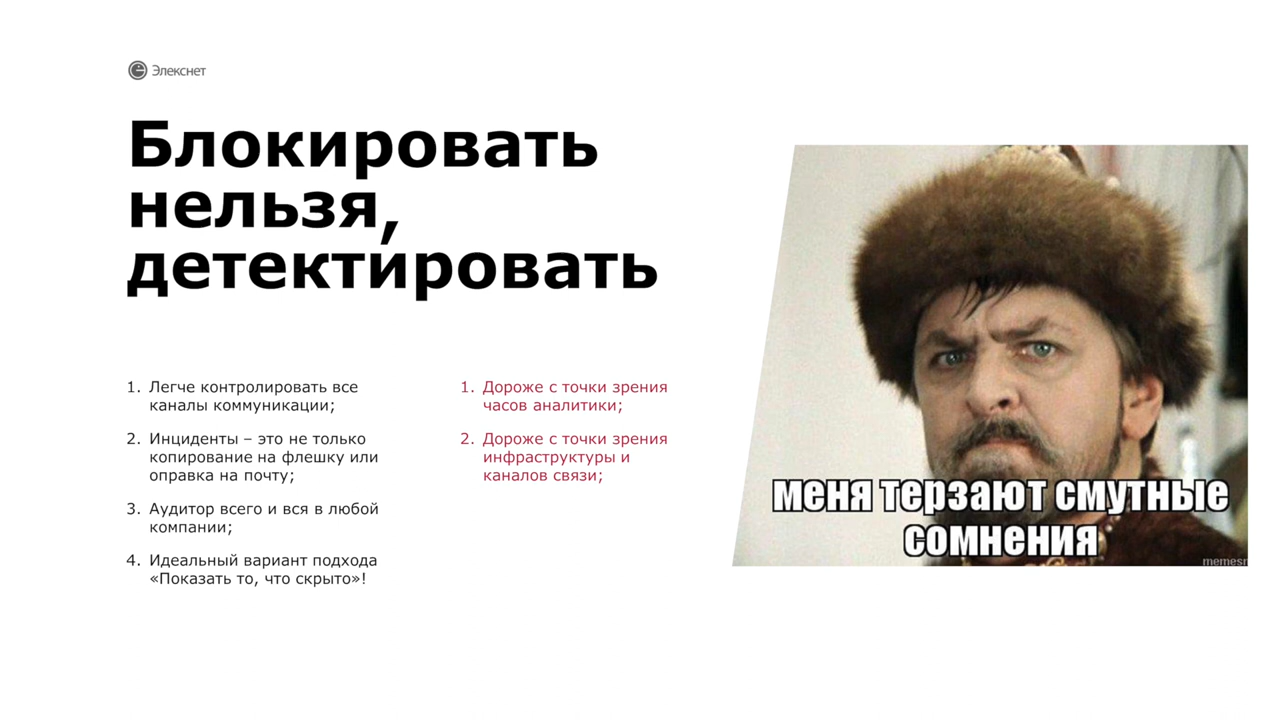 Элекснет
Блокировать
нельзя,
детектировать
1. Легче контролировать все
каналы коммуникации;
2. Инциденты – это не только
копирование на флешку или
оправка на почту;
3. Аудитор всего и вся в любой
компании;
4. Идеальный вариант подхода
«Показать то, что скрыто»!
1. Дороже с точки зрения
часов аналитики;
2. Дороже с точки зрения
инфраструктуры и
каналов связи;
меня терзают смутные
сомнения